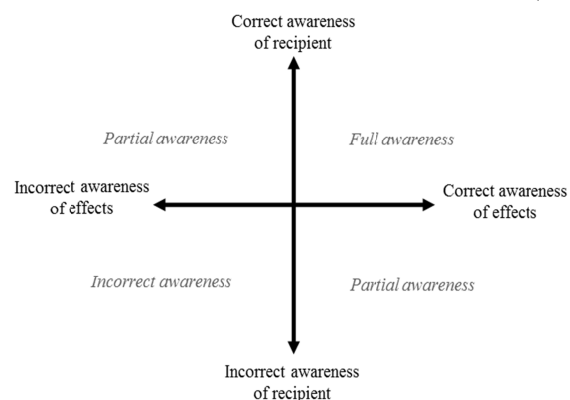 Correct awareness
of recipient
Partial awareness
Full awareness
Incorrect awareness
of effects
Correct awareness
of effects
Incorrect awareness
Partial awareness
Incorrect awareness
of recipient